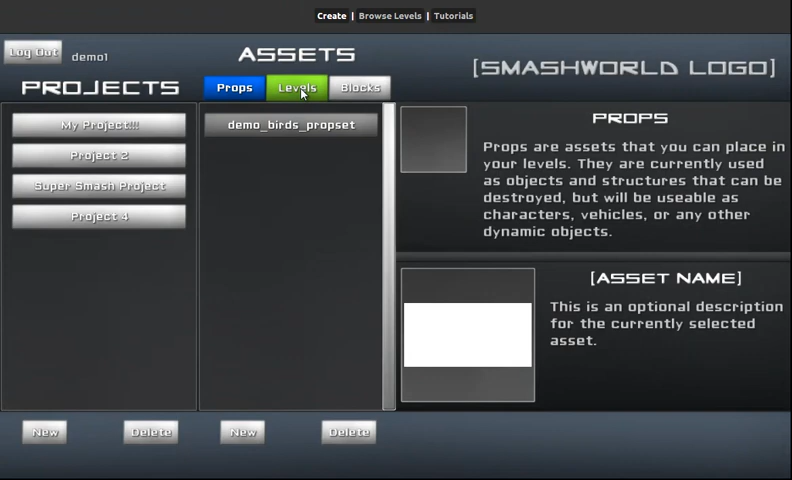 Create | Browse Levels | Tutorials
Log Out
demo1
ASSETS
[SMASHWORLD LOGO]
PROJECTS
Props
Levels
Blocks
My Project!!!
Project 2
Super Smash Project
Project 4
demo_birds_propset
PROPS
Props are assets that you can place in
your levels. They are currently used
as objects and structures that can be
destroyed, but will be useable as
characters, vehicles, or any other
dynamic objects.
[ASSET NAME]
This is an optional description
for the currently selected
asset.
New
Delete
New
Delete